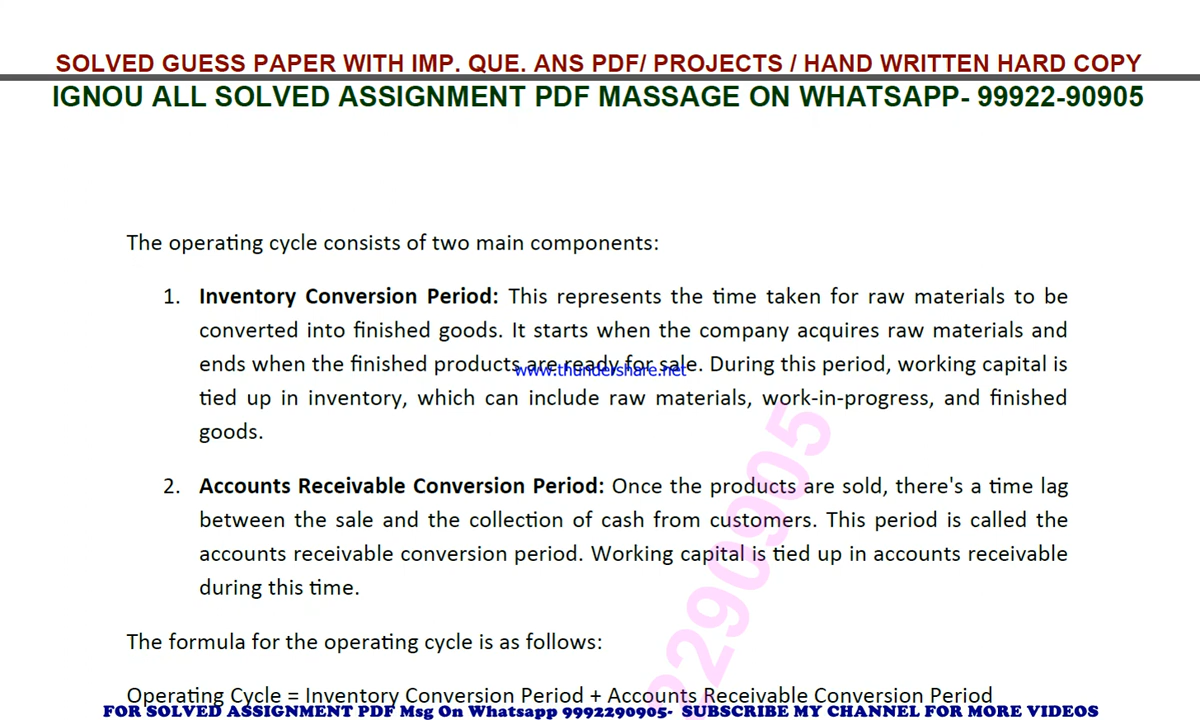 SOLVED GUESS PAPER WITH IMP. QUE. ANS PDF/ PROJECTS / HAND WRITTEN HARD COPY
IGNOU ALL SOLVED ASSIGNMENT PDF MASSAGE ON WHATSAPP- 99922-90905
The operating cycle consists of two main components:
1. Inventory Conversion Period: This represents the time taken for raw materials to be
converted into finished goods. It starts when the company acquires raw materials and
ends when the finished products are ready for sale. During this period, working capital is
www.thundershare.net
tied up in inventory, which can include raw materials, work-in-progress, and finished
goods.
2. Accounts Receivable Conversion Period: Once the products are sold, there's a time lag
between the sale and the collection of cash from customers. This period is called the
accounts receivable conversion period. Working capital is tied up in accounts receivable
during this time.
2290905
The formula for the operating cycle is as follows:
Operating Cycle = Inventory Conversion Period + Accounts Receivable Conversion Period
FOR SOLVED ASSIGNMENT PDF Msg On Whatsapp 9992290905- SUBSCRIBE MY CHANNEL FOR MORE VIDEOS